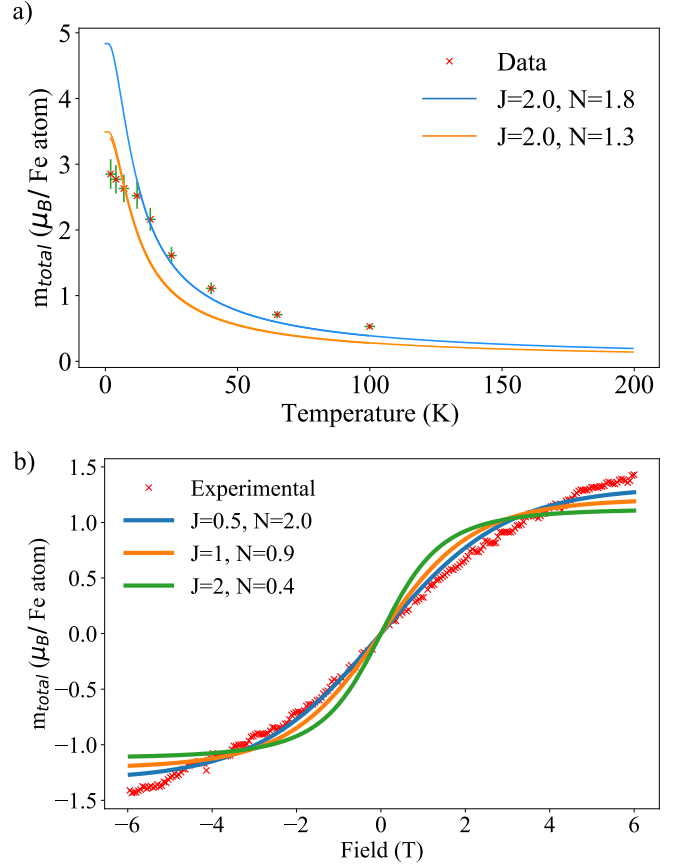 a)
m_total (μ_B/ Fe atom)
5
4
3
2
1
0
Data
J=2.0, N=1.8
J=2.0, N=1.3
0 50 100 150 200
Temperature (K)
b)
m_total (μ_B/ Fe atom)
1.5
1.0
0.5
0.0
−0.5
−1.0
−1.5
Experimental
J=0.5, N=2.0
J=1, N=0.9
J=2, N=0.4
−6 −4 −2 0 2 4 6
Field (T)